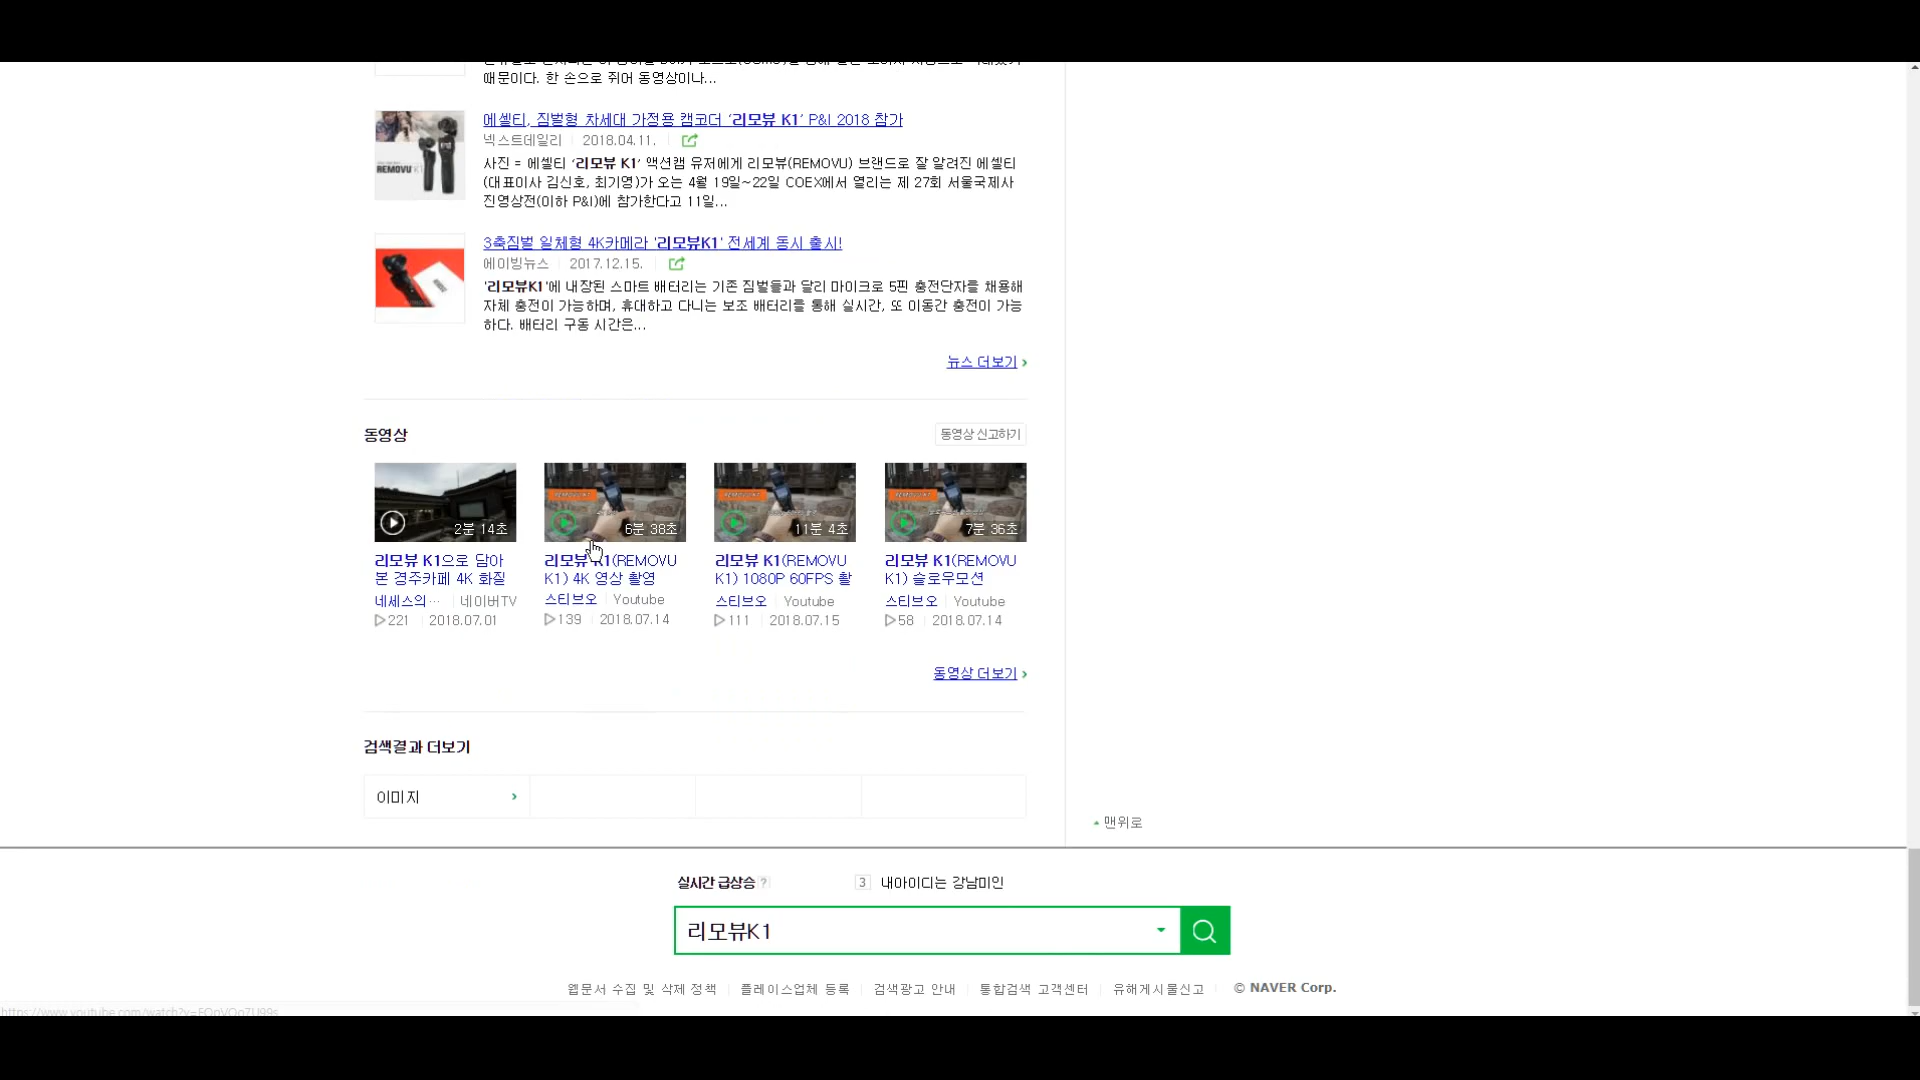 때문이다. 한 손으로 쥐어 동영상이나...
에셀티, 짐벌형 차세대 가정용 캠코더 ‘리모뷰 K1’ P&I 2018 참가
넥스트데일리 2018.04.11.
사진 = 에셀티 ‘리모뷰 K1’ 액션캠 유저에게 리모뷰(REMOVU) 브랜드로 잘 알려진 에셀티
(대표이사 김신호, 최기영)가 오는 4월 19일~22일 COEX에서 열리는 제 27회 서울국제사
진영상전(이하 P&I)에 참가한다고 11일...
REMOVU K1
3축짐벌 일체형 4K카메라 '리모뷰K1' 전세계 동시 출시!
에이빙뉴스 2017.12.15.
'리모뷰K1'에 내장된 스마트 배터리는 기존 짐벌들과 달리 마이크로 5핀 충전단자를 채용해
자체 충전이 가능하며, 휴대하고 다니는 보조 배터리를 통해 실시간, 또 이동간 충전이 가능
하다. 배터리 구동 시간은...
뉴스 더보기
동영상
동영상 신고하기
2분 14초
REMOVU K1
6분 38초
REMOVU K1
11분 4초
REMOVU K1
7분 36초
리모뷰 K1으로 담아
본 경주카페 4K 화질
네세스의… 네이버TV
221 2018.07.01
리모뷰 K1(REMOVU
K1) 4K 영상 촬영
스티브오 Youtube
139 2018.07.14
리모뷰 K1(REMOVU
K1) 1080P 60FPS 촬
스티브오 Youtube
111 2018.07.15
리모뷰 K1(REMOVU
K1) 슬로우모션
스티브오 Youtube
58 2018.07.14
동영상 더보기
검색결과 더보기
이미지
맨위로
실시간 급상승 ?
3 내아이디는 강남미인
리모뷰K1
웹문서 수집 및 삭제 정책 플레이스업체 등록 검색광고 안내 통합검색 고객센터 유해게시물신고 © NAVER Corp.